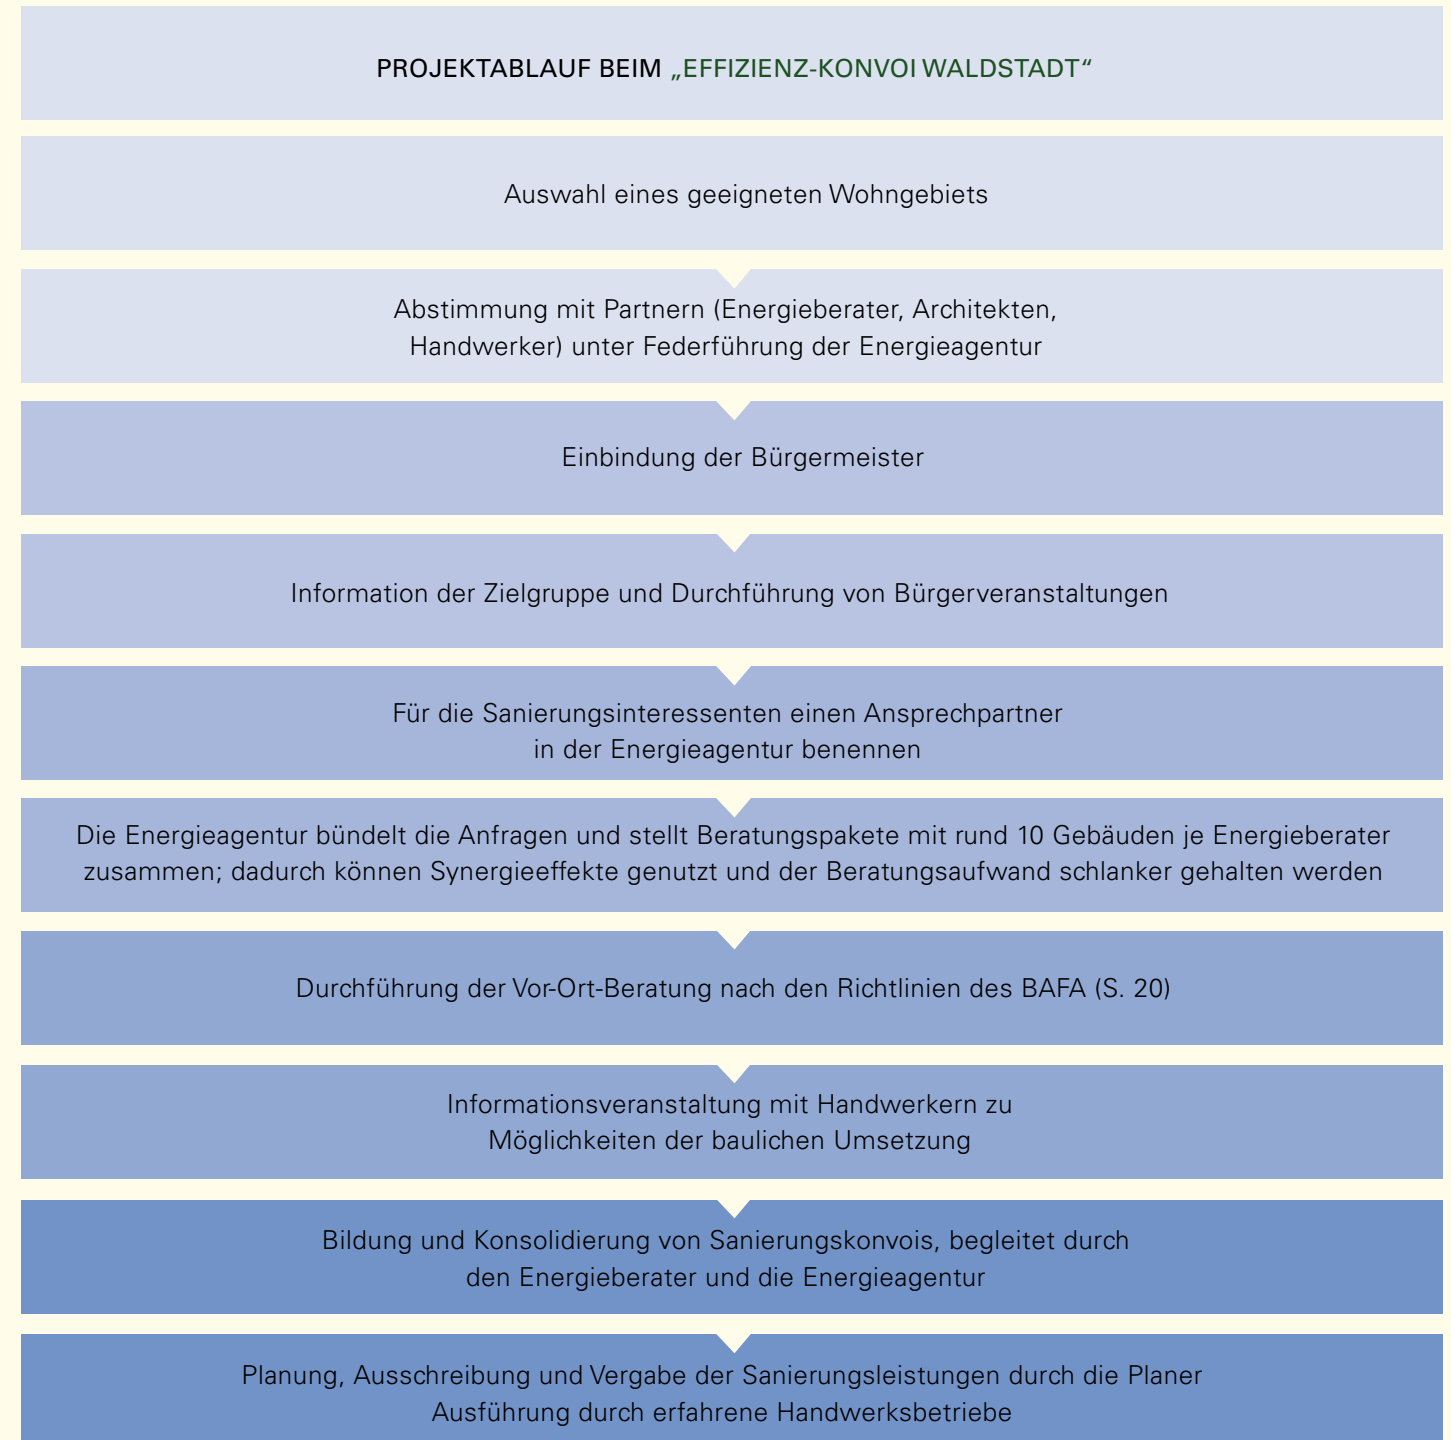 PROJEKTABLAUF BEIM „EFFIZIENZ-KONVOI WALDSTADT“
Auswahl eines geeigneten Wohngebiets
Abstimmung mit Partnern (Energieberater, Architekten,
Handwerker) unter Federführung der Energieagentur
Einbindung der Bürgermeister
Information der Zielgruppe und Durchführung von Bürgerveranstaltungen
Für die Sanierungsinteressenten einen Ansprechpartner
in der Energieagentur benennen
Die Energieagentur bündelt die Anfragen und stellt Beratungspakete mit rund 10 Gebäuden je Energieberater
zusammen; dadurch können Synergieeffekte genutzt und der Beratungsaufwand schlanker gehalten werden
Durchführung der Vor-Ort-Beratung nach den Richtlinien des BAFA (S. 20)
Informationsveranstaltung mit Handwerkern zu
Möglichkeiten der baulichen Umsetzung
Bildung und Konsolidierung von Sanierungskonvois, begleitet durch
den Energieberater und die Energieagentur
Planung, Ausschreibung und Vergabe der Sanierungsleistungen durch die Planer
Ausführung durch erfahrene Handwerksbetriebe